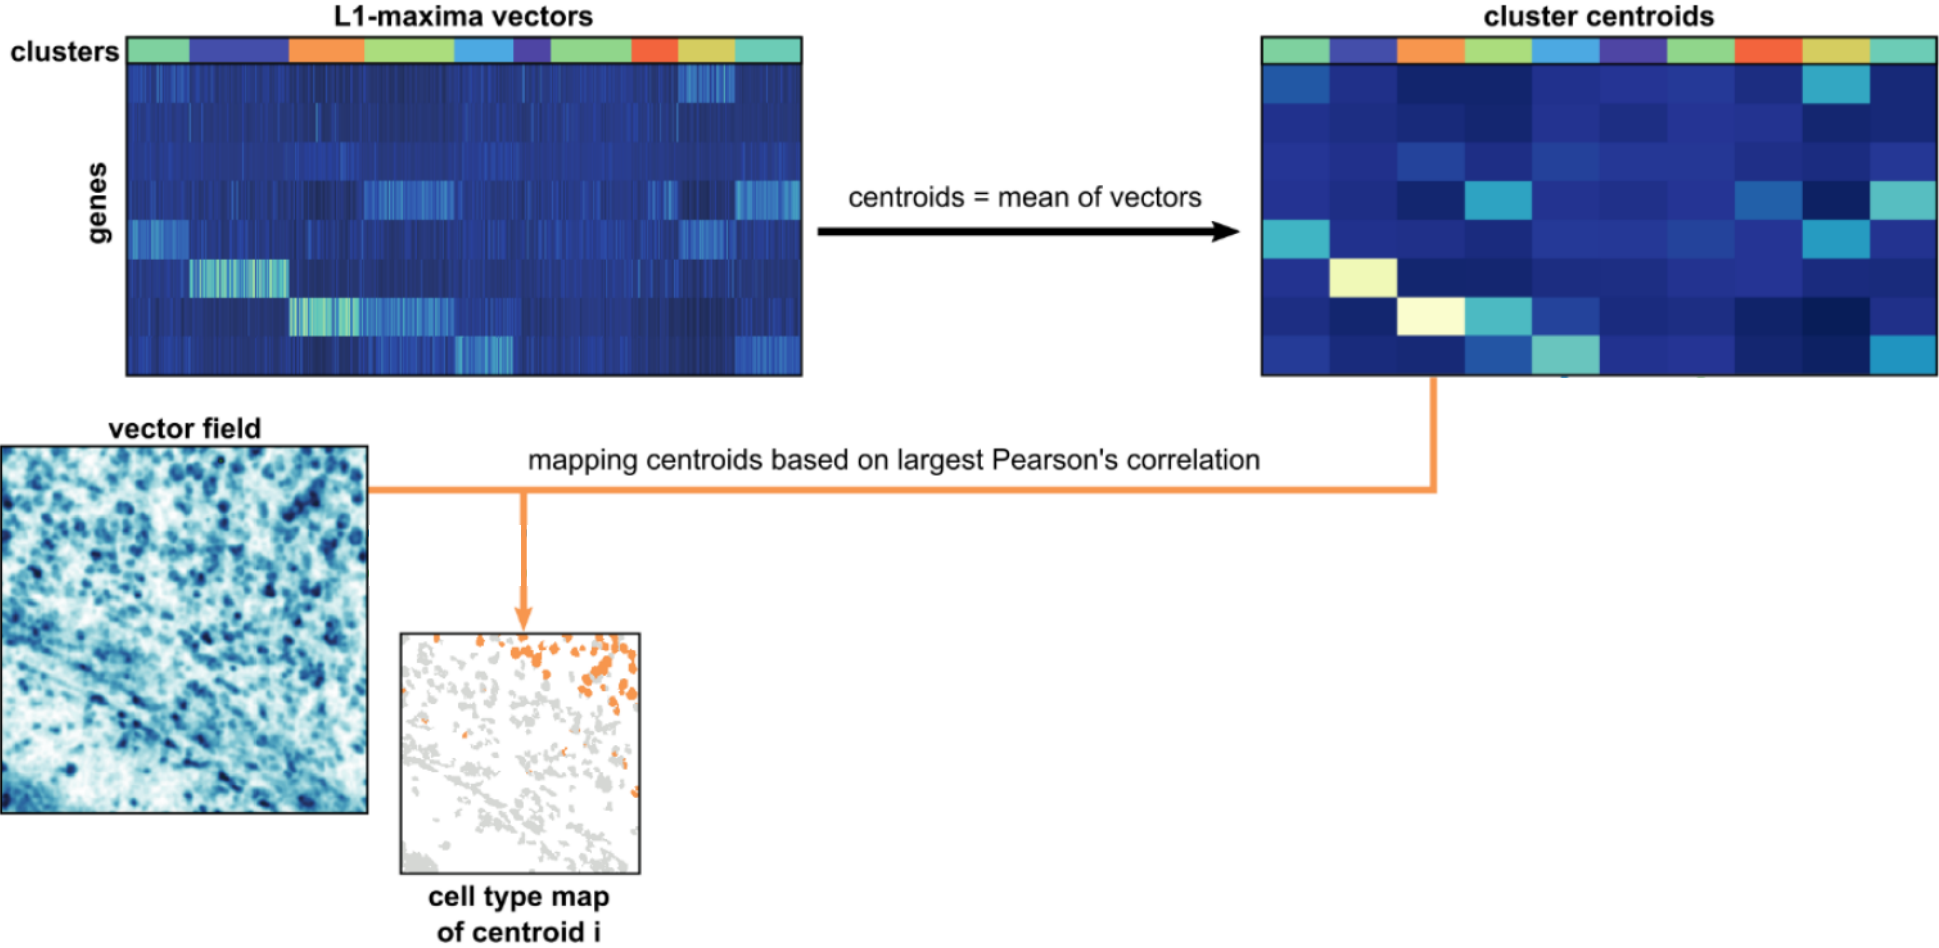 L1-maxima vectors
cluster centroids
clusters
genes
centroids = mean of vectors
vector field
mapping centroids based on largest Pearson's correlation
cell type map
of centroid i